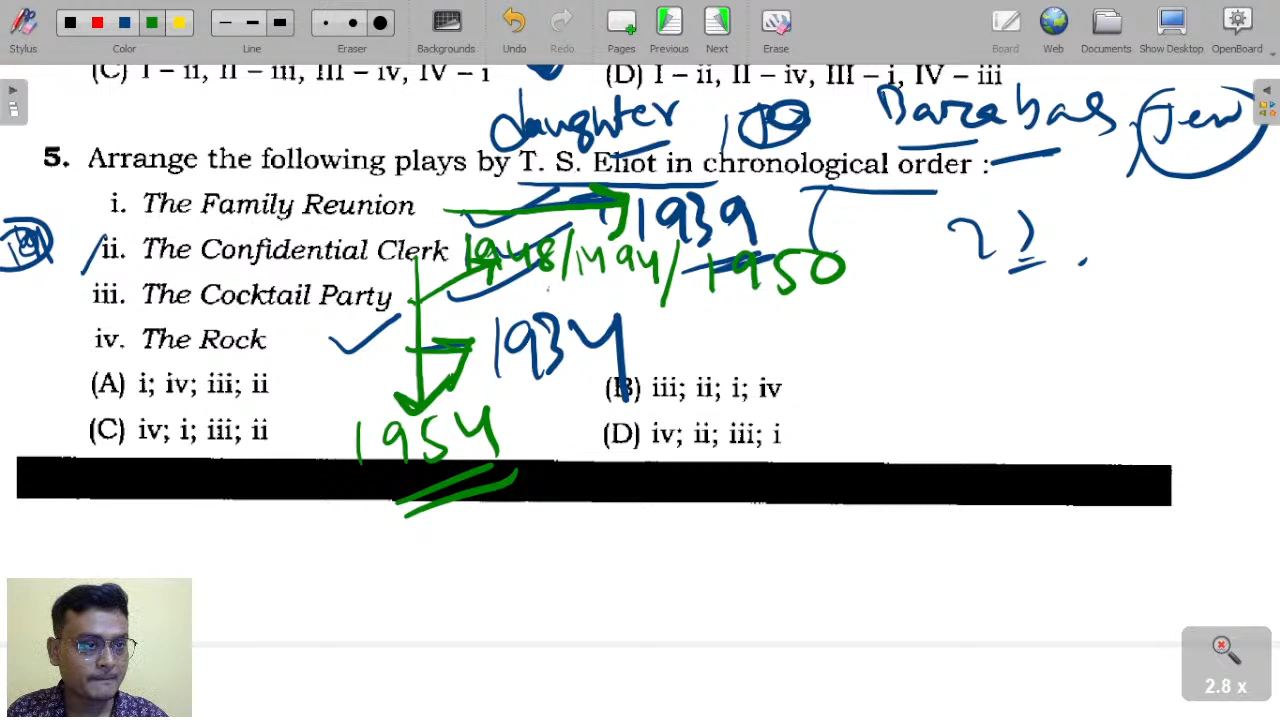 Stylus Color Line Eraser Backgrounds Undo Redo Pages Previous Next Erase Board Web Documents Show Desktop OpenBoard
(C) I – ii, II – iii, III – iv, IV – i (D) I – ii, II – iv, III – i, IV – iii
daughter Barabas, Jew
5. Arrange the following plays by T. S. Eliot in chronological order :
i. The Family Reunion 1939
ii. The Confidential Clerk 1948/1494/1950 ??
iii. The Cocktail Party
iv. The Rock 1934
(A) i; iv; iii; ii (B) iii; ii; i; iv
(C) iv; i; iii; ii (D) iv; ii; iii; i
1954
2.8 x